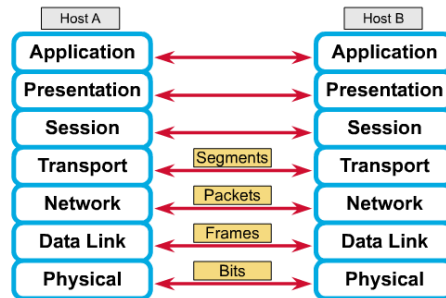 Host A Host B
Application Application
Presentation Presentation
Session Session
Transport Segments Transport
Network Packets Network
Data Link Frames Data Link
Physical Bits Physical